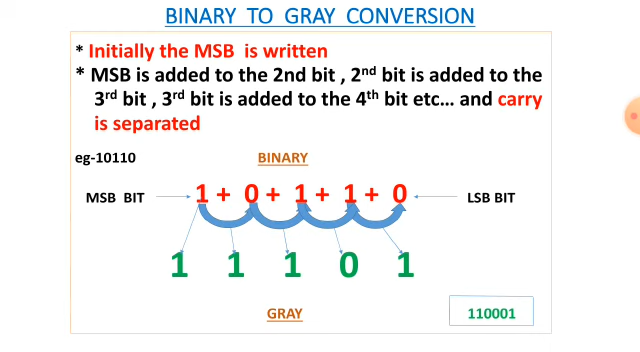 BINARY TO GRAY CONVERSION
* Initially the MSB is written
* MSB is added to the 2nd bit , 2nd bit is added to the
3rd bit , 3rd bit is added to the 4th bit etc... and carry
is separated
eg-10110
BINARY
MSB BIT
1 + 0 + 1 + 1 + 0
LSB BIT
1 1 1 0 1
GRAY
110001